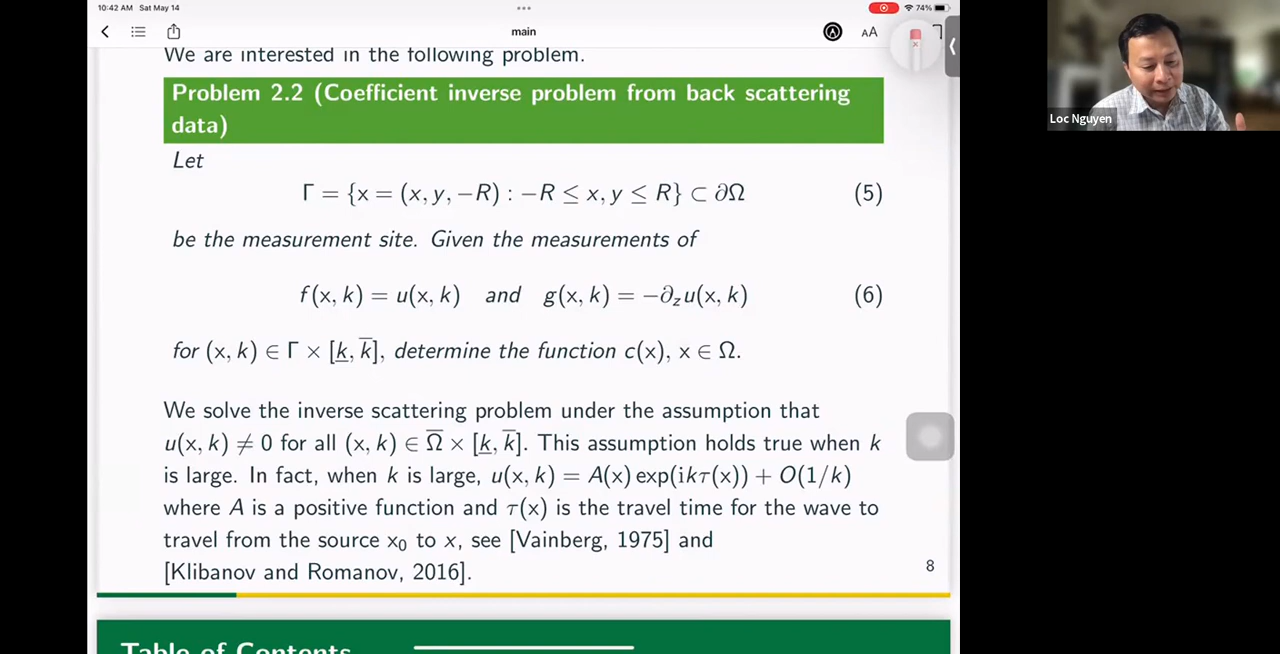 10:42 AM Sat May 14
74%
main
AA
We are interested in the following problem.
Problem 2.2 (Coefficient inverse problem from back scattering
data)
Let
Γ = {x = (x, y, −R) : −R ≤ x, y ≤ R} ⊂ ∂Ω (5)
be the measurement site. Given the measurements of
f(x, k) = u(x, k) and g(x, k) = −∂zu(x, k) (6)
for (x, k) ∈ Γ × [k̲, k̅], determine the function c(x), x ∈ Ω.
We solve the inverse scattering problem under the assumption that
u(x, k) ≠ 0 for all (x, k) ∈ Ω̅ × [k̲, k̅]. This assumption holds true when k
is large. In fact, when k is large, u(x, k) = A(x) exp(ikτ(x)) + O(1/k)
where A is a positive function and τ(x) is the travel time for the wave to
travel from the source x₀ to x, see [Vainberg, 1975] and
[Klibanov and Romanov, 2016].
8
Table of Contents
Loc Nguyen